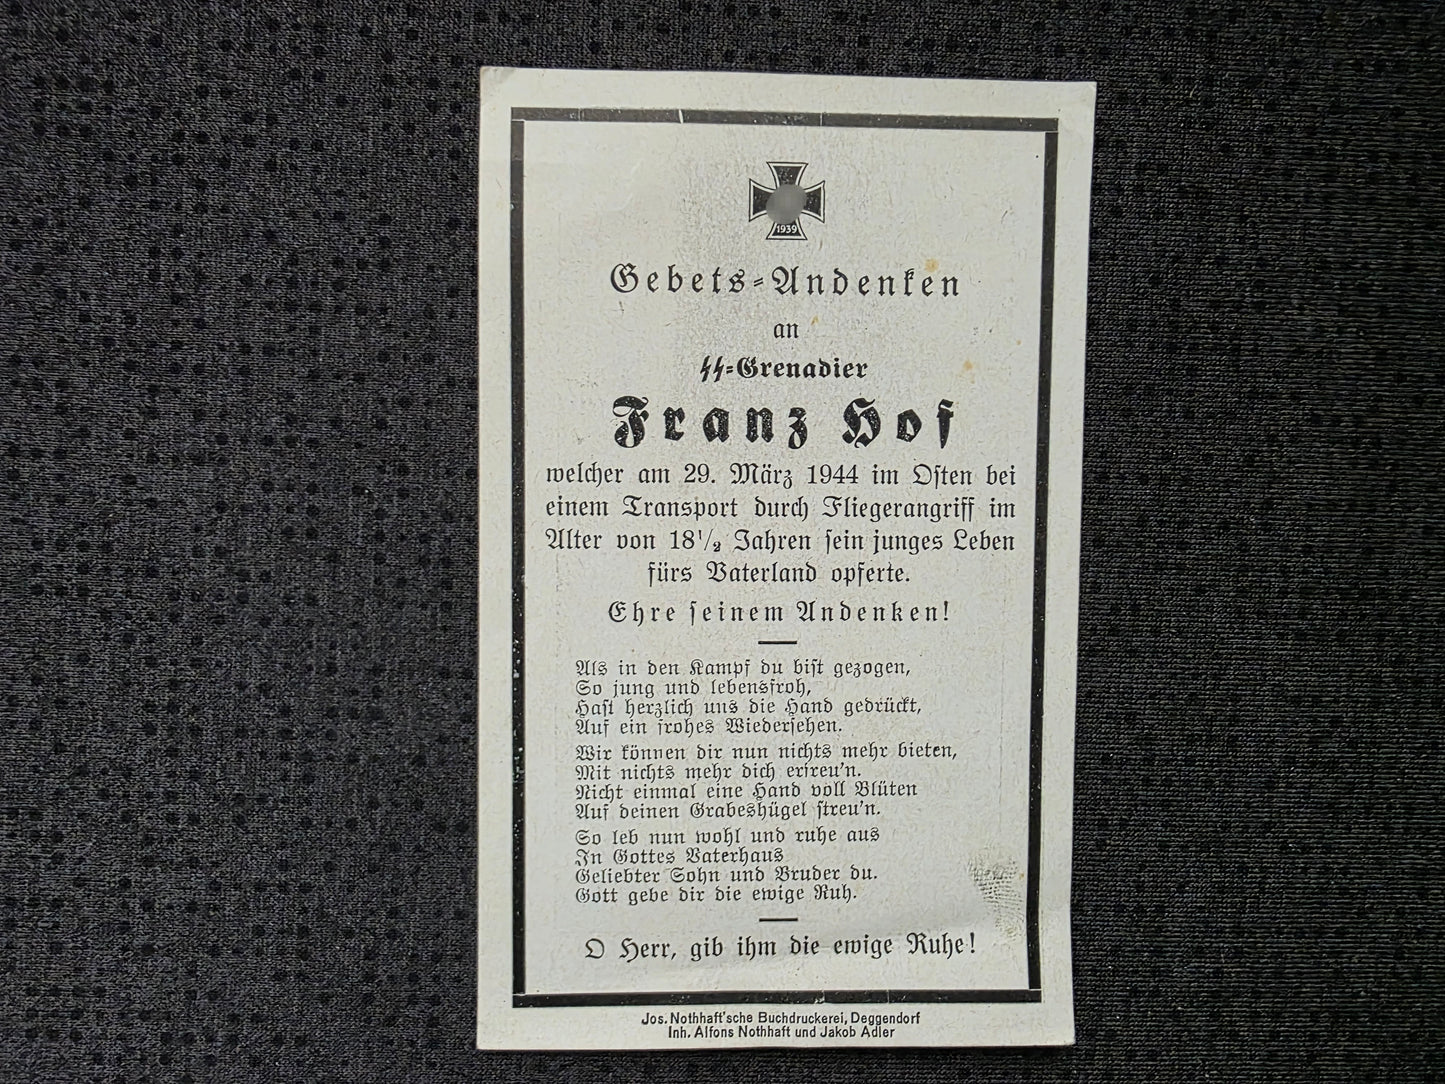 1939
Gebets-Andenken
an
ϟϟ-Grenadier
Franz Hof
welcher am 29. März 1944 im Osten bei
einem Transport durch Fliegerangriff im
Alter von 18 1/2 Jahren sein junges Leben
fürs Vaterland opferte.
Ehre seinem Andenken!
Als in den Kampf du bist gezogen,
So jung und lebensfroh,
Hast herzlich uns die Hand gedrückt,
Auf ein frohes Wiedersehen.
Wir können dir nun nichts mehr bieten,
Mit nichts mehr dich erfreu'n.
Nicht einmal eine Hand voll Blüten
Auf deinen Grabeshügel streu'n.
So leb nun wohl und ruhe aus
In Gottes Vaterhaus
Geliebter Sohn und Bruder du.
Gott gebe dir die ewige Ruh.
O Herr, gib ihm die ewige Ruhe!
Jos. Nothhaft'sche Buchdruckerei, Deggendorf
Inh. Alfons Nothhaft und Jakob Adler